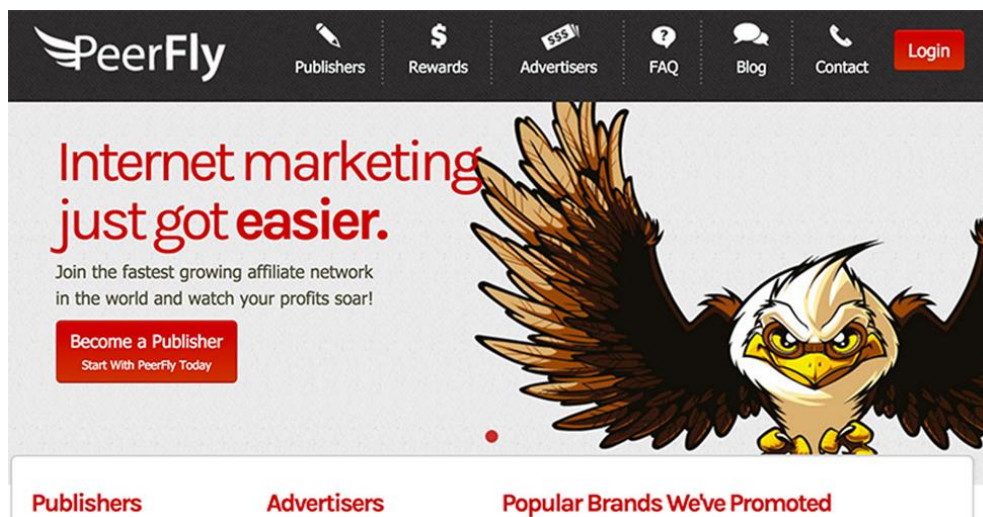 PeerFly
Publishers
Rewards
$$$
Advertisers
FAQ
Blog
Contact
Login
Internet marketing
just got easier.
Join the fastest growing affiliate network
in the world and watch your profits soar!
Become a Publisher
Start With PeerFly Today
Publishers
Advertisers
Popular Brands We've Promoted